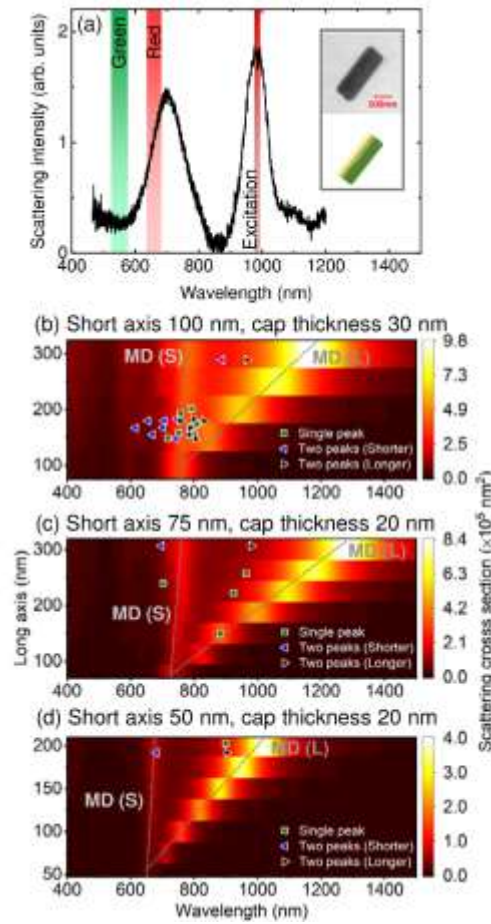 (a)
Scattering intensity (arb. units)
2
1
0
Green
Red
Excitation
400 600 800 1000 1200 1400
Wavelength (nm)
(b) Short axis 100 nm, cap thickness 30 nm
MD (S)
MD (L)
300
200
100
Single peak
Two peaks (Shorter)
Two peaks (Longer)
400 600 800 1000 1200 1400
9.8
7.3
4.9
2.4
0.0
(c) Short axis 75 nm, cap thickness 20 nm
MD (S)
MD (L)
300
200
100
Single peak
Two peaks (Shorter)
Two peaks (Longer)
400 600 800 1000 1200 1400
8.4
6.3
4.2
2.1
0.0
Long axis (nm)
Scattering crosss section (×10⁵ nm²)
(d) Short axis 50 nm, cap thickness 20 nm
MD (S)
MD (L)
200
150
100
50
Single peak
Two peaks (Shorter)
Two peaks (Longer)
400 600 800 1000 1200 1400
Wavelength (nm)
4.0
3.0
2.0
1.0
0.0